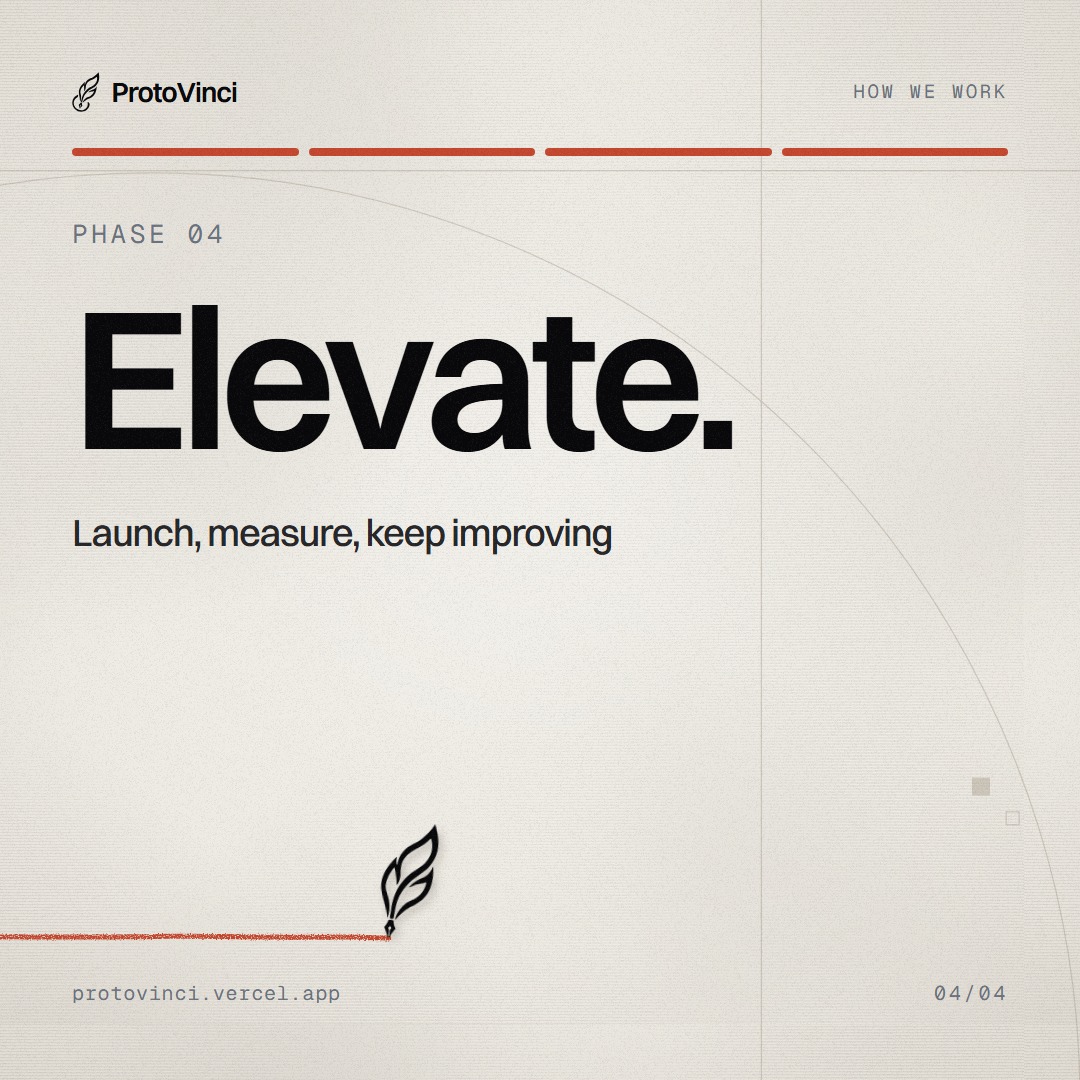 ProtoVinci
HOW WE WORK
PHASE 04
Elevate.
Launch, measure, keep improving
protovinci.vercel.app
04/04